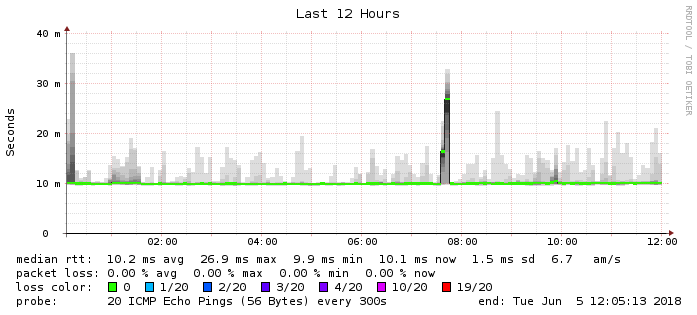 Last 12 Hours
RRDTOOL / TOBI OETIKER
Seconds
40 m
30 m
20 m
10 m
0
02:00 04:00 06:00 08:00 10:00 12:00
median rtt: 10.2 ms avg 26.9 ms max 9.9 ms min 10.1 ms now 1.5 ms sd 6.7 am/s
packet loss: 0.00 % avg 0.00 % max 0.00 % min 0.00 % now
loss color: 0 1/20 2/20 3/20 4/20 10/20 19/20
probe: 20 ICMP Echo Pings (56 Bytes) every 300s end: Tue Jun 5 12:05:13 2018